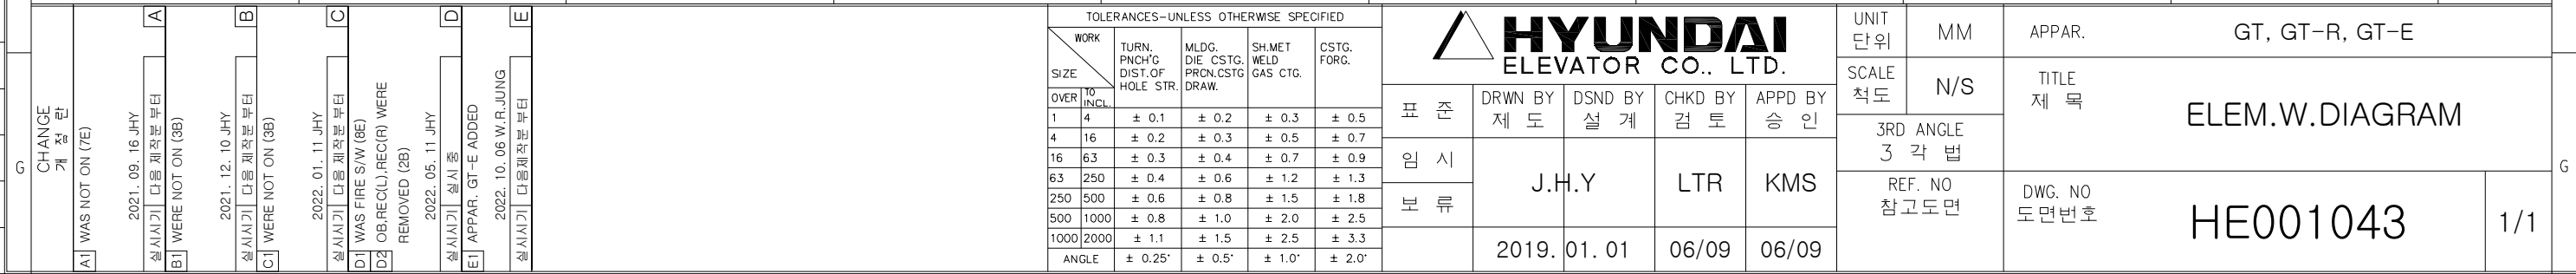 G
CHANGE
개 정 란
A1 WAS NOT ON (7E)
2021. 09. 16 JHY
실시시기 다음 제작분 부터 A
B1 WERE NOT ON (3B)
2021. 12. 10 JHY
실시시기 다음 제작분 부터 B
C1 WERE NOT ON (3B)
2022. 01. 11 JHY
실시시기 다음 제작분 부터 C
D1 WAS FIRE S/W (8E)
D2 OB,REC(L),REC(R) WERE
REMOVED (2B)
2022. 05. 11 JHY
실시시기 실시 중 D
E1 APPAR. GT-E ADDED
2022. 10. 06 W.R.JUNG
실시시기 다음제작분 부터 E
TOLERANCES-UNLESS OTHERWISE SPECIFIED
WORK
SIZE
OVER TO INCL.
TURN.
PNCH'G
DIST.OF
HOLE STR.
MLDG.
DIE CSTG.
PRCN.CSTG
DRAW.
SH.MET
WELD
GAS CTG.
CSTG.
FORG.
1 4 ± 0.1 ± 0.2 ± 0.3 ± 0.5
4 16 ± 0.2 ± 0.3 ± 0.5 ± 0.7
16 63 ± 0.3 ± 0.4 ± 0.7 ± 0.9
63 250 ± 0.4 ± 0.6 ± 1.2 ± 1.3
250 500 ± 0.6 ± 0.8 ± 1.5 ± 1.8
500 1000 ± 0.8 ± 1.0 ± 2.0 ± 2.5
1000 2000 ± 1.1 ± 1.5 ± 2.5 ± 3.3
ANGLE ± 0.25° ± 0.5° ± 1.0° ± 2.0°
HYUNDAI
ELEVATOR CO., LTD.
표 준
임 시
보 류
DRWN BY
제 도
DSND BY
설 계
CHKD BY
검 토
APPD BY
승 인
J.H.Y LTR KMS
2019. 01. 01 06/09 06/09
UNIT
단위
MM
SCALE
척도
N/S
3RD ANGLE
3 각 법
REF. NO
참고도면
APPAR.
GT, GT-R, GT-E
TITLE
제 목
ELEM.W.DIAGRAM
DWG. NO
도면번호
HE001043
1/1
G